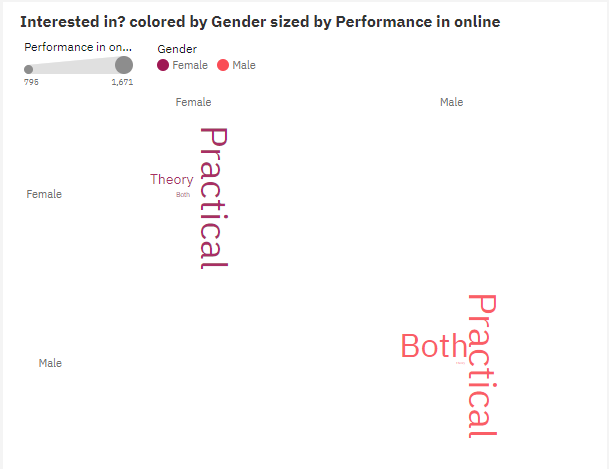 Interested in? colored by Gender sized by Performance in online
Performance in on...
795
1,671
Gender
Female
Male
Female
Male
Female
Theory
Both
Practical
Male
Both
Practical